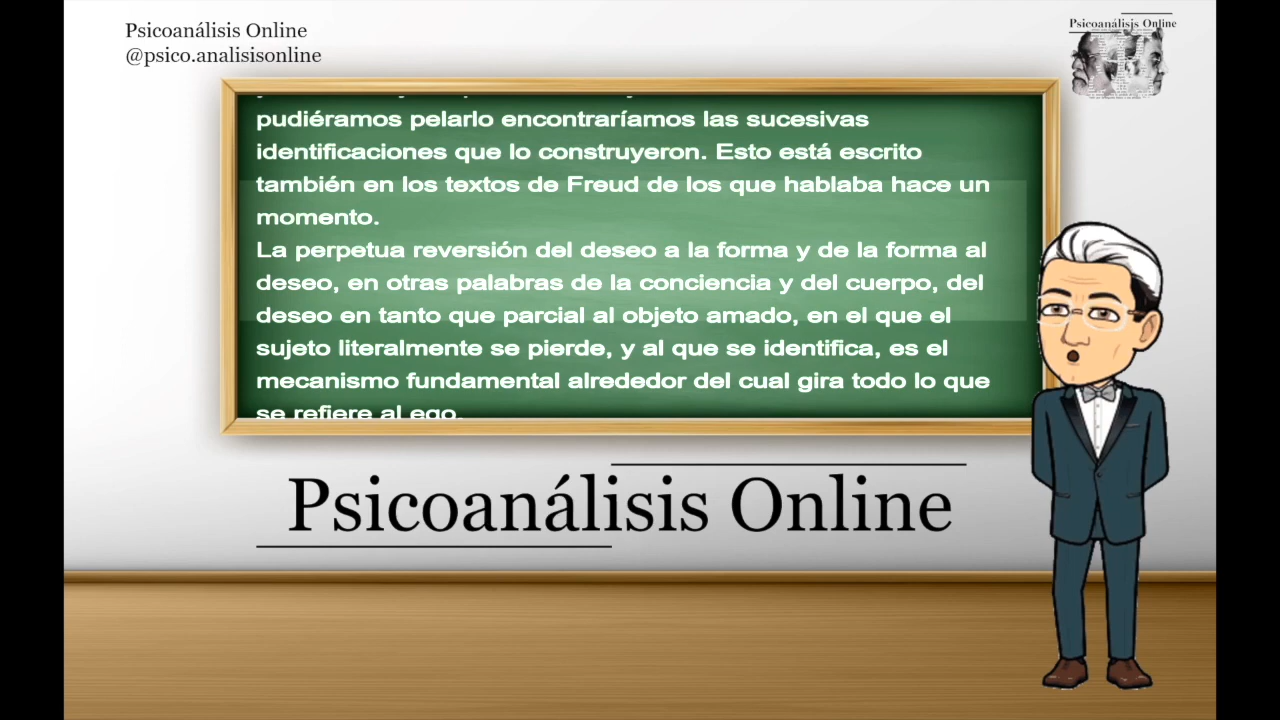 Psicoanálisis Online
@psico.analisisonline
Psicoanálisis Online
pudiéramos pelarlo encontraríamos las sucesivas
identificaciones que lo construyeron. Esto está escrito
también en los textos de Freud de los que hablaba hace un
momento.
La perpetua reversión del deseo a la forma y de la forma al
deseo, en otras palabras de la conciencia y del cuerpo, del
deseo en tanto que parcial al objeto amado, en el que el
sujeto literalmente se pierde, y al que se identifica, es el
mecanismo fundamental alrededor del cual gira todo lo que
se refiere al ego.
Psicoanálisis Online